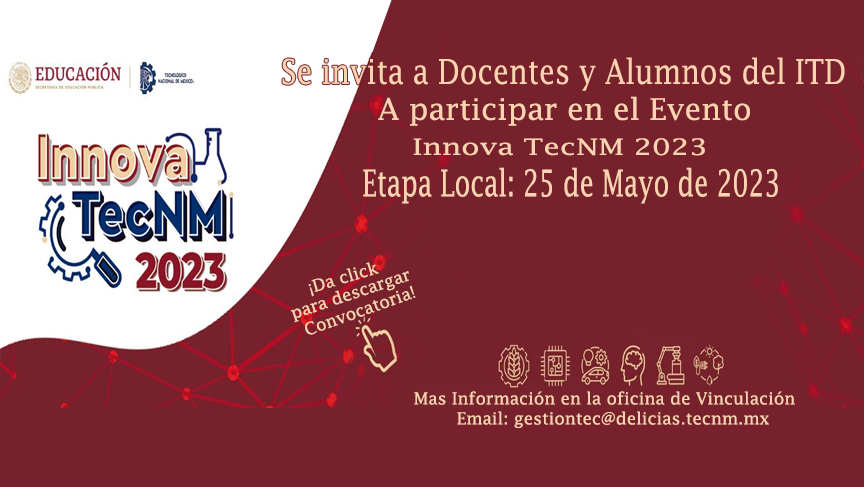 EDUCACIÓN
SECRETARÍA DE EDUCACIÓN PÚBLICA
TECNOLÓGICO
NACIONAL DE MÉXICO
Innova
TecNM
2023
Se invita a Docentes y Alumnos del ITD
A participar en el Evento
Innova TecNM 2023
Etapa Local: 25 de Mayo de 2023
¡Da click
para descargar
Convocatoria!
Mas Información en la oficina de Vinculación
Email: gestiontec@delicias.tecnm.mx